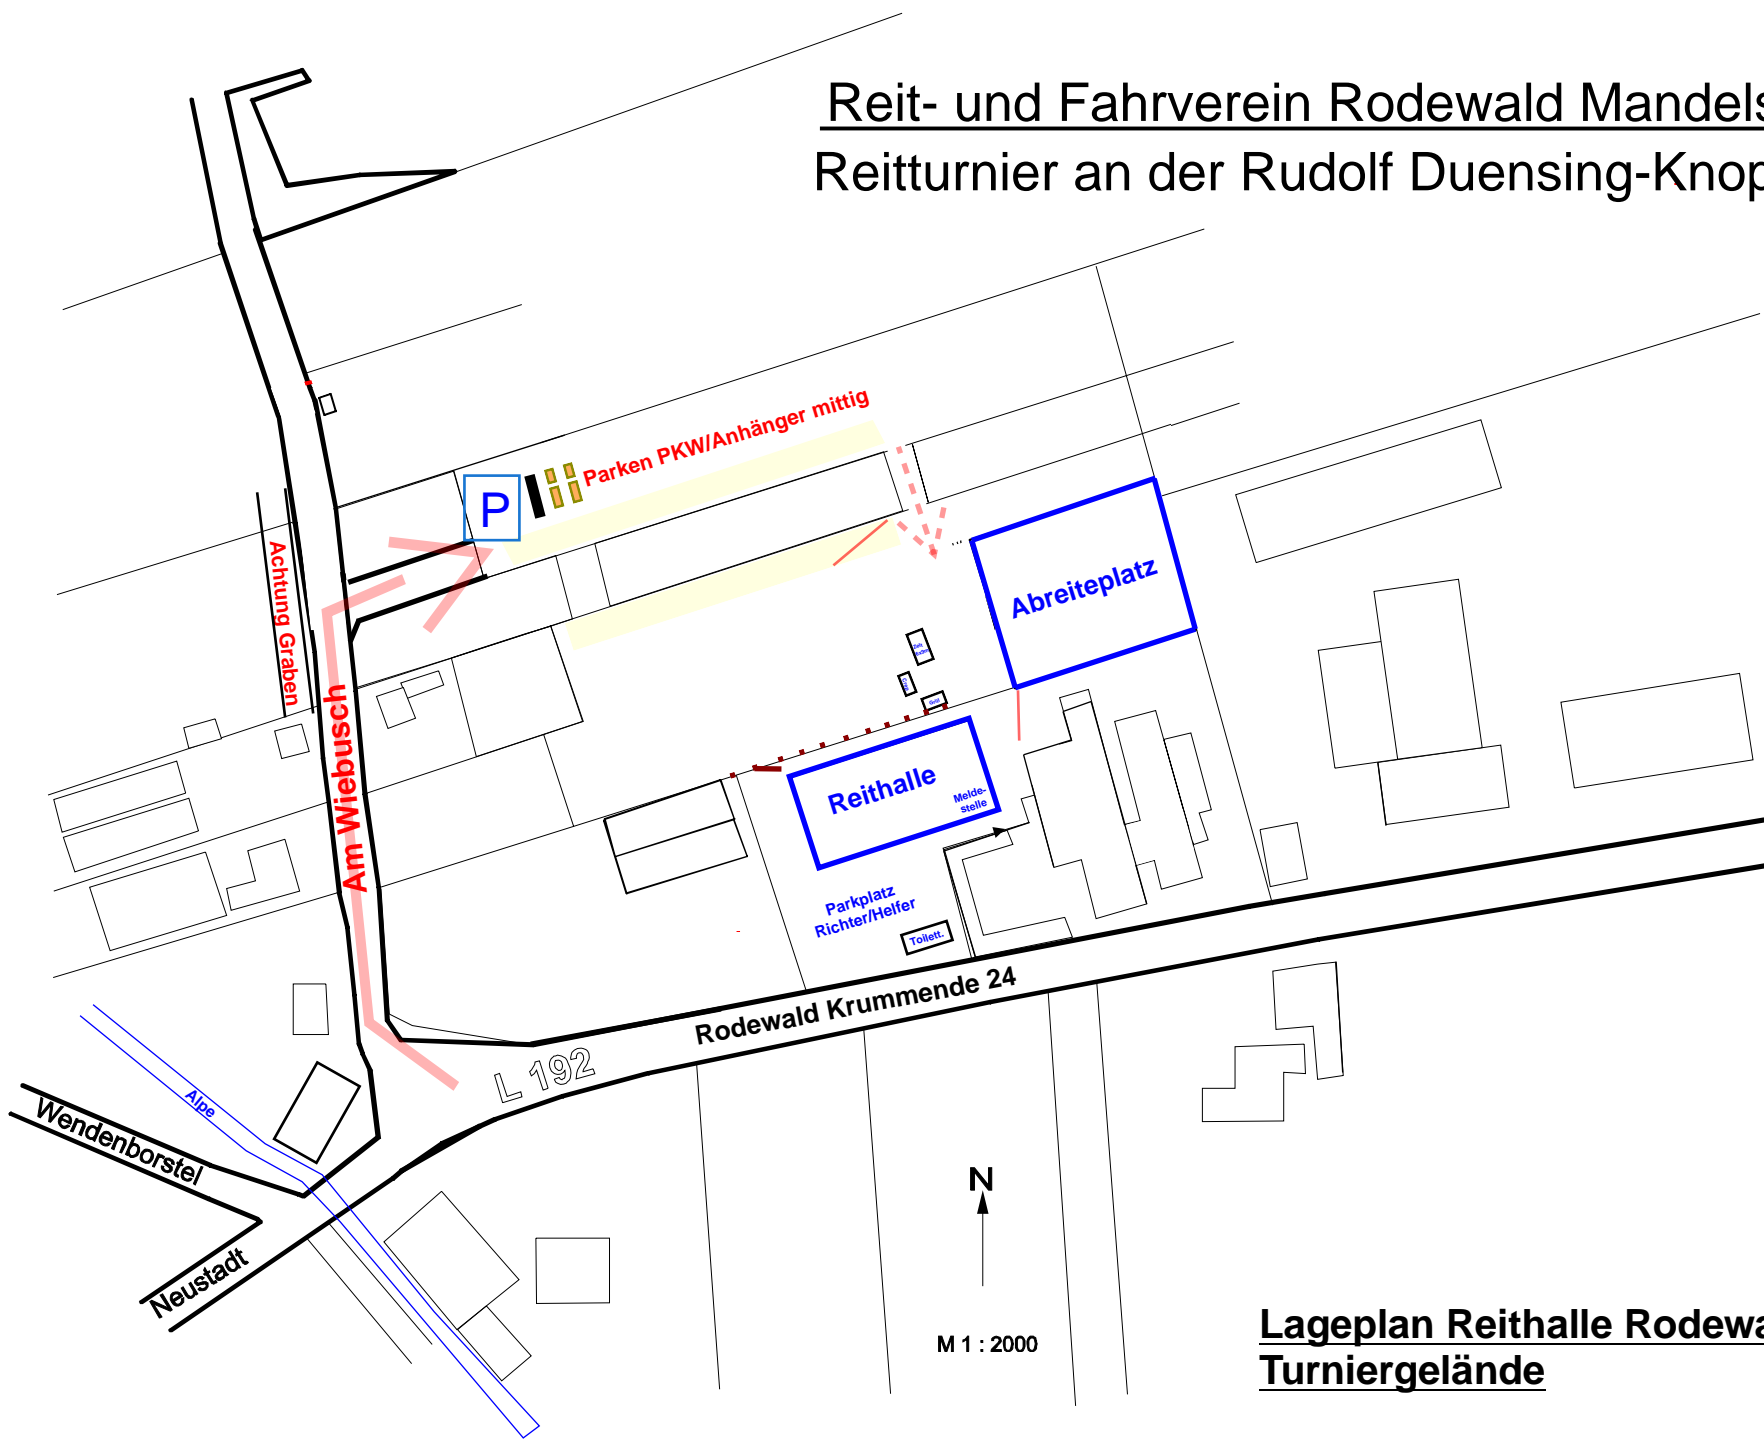 Reit- und Fahrverein Rodewald Mandels
Reitturnier an der Rudolf Duensing-Knop
Parken PKW/Anhänger mittig
P
Achtung Graben
Abreiteplatz
Am Wiebusch
Reithalle
Melde-
stelle
Parkplatz
Richter/Helfer
Toilett.
Rodewald Krummende 24
L 192
Alpe
Wendenborstel
Neustadt
N
M 1 : 2000
Lageplan Reithalle Rodewa
Turniergelände